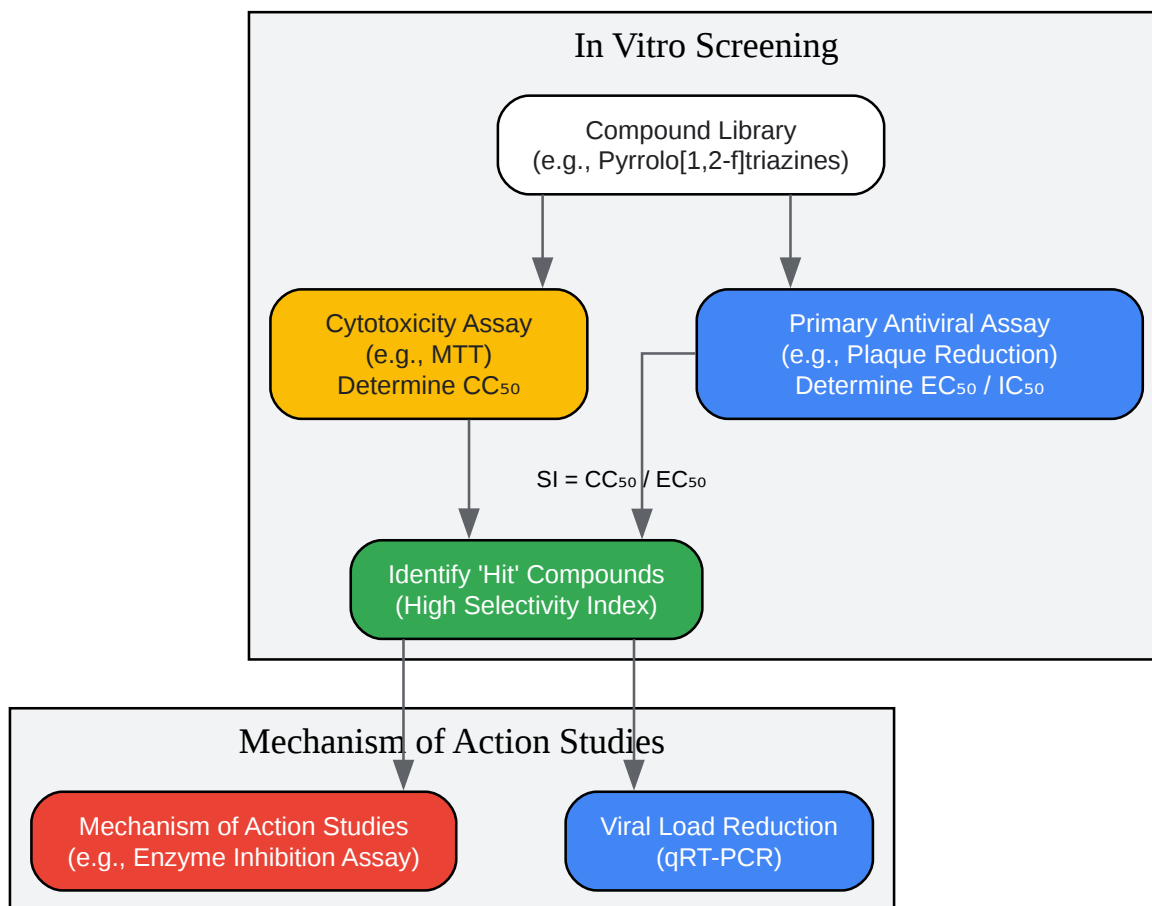 In Vitro Screening
Compound Library
(e.g., Pyrrolo[1,2-f]triazines)
Cytotoxicity Assay
(e.g., MTT)
Determine CC₅₀
Primary Antiviral Assay
(e.g., Plaque Reduction)
Determine EC₅₀ / IC₅₀
SI = CC₅₀ / EC₅₀
Identify 'Hit' Compounds
(High Selectivity Index)
Mechanism of Action Studies
Mechanism of Action Studies
(e.g., Enzyme Inhibition Assay)
Viral Load Reduction
(qRT-PCR)